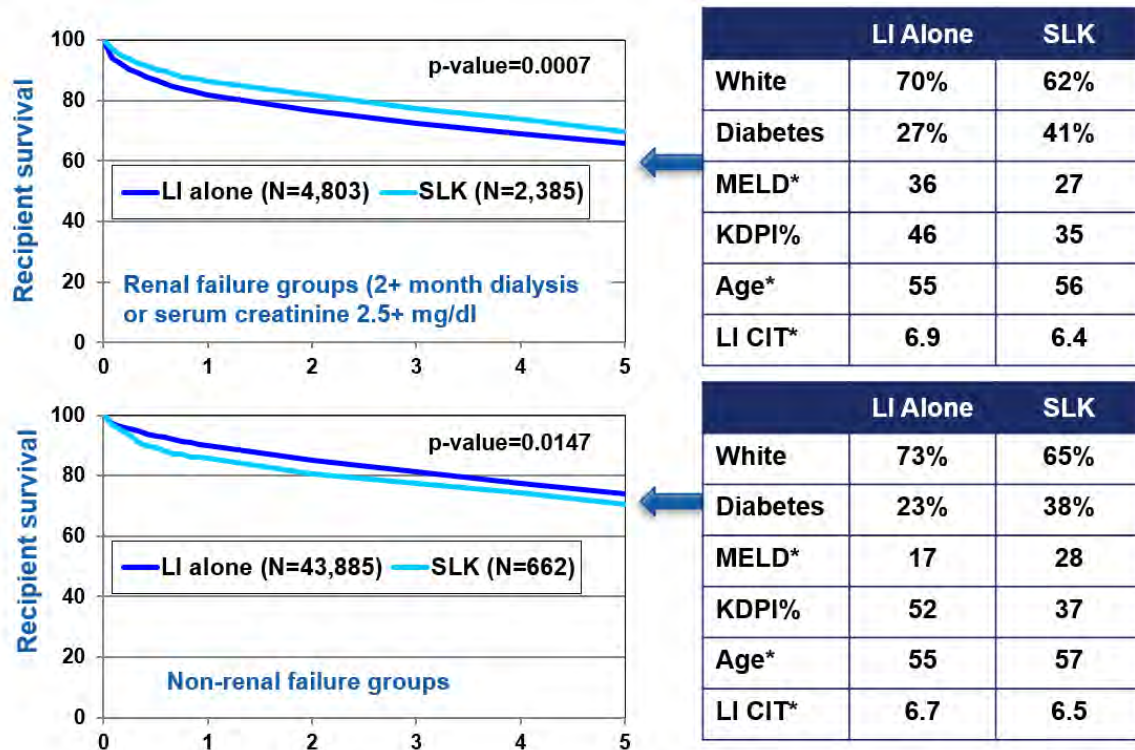 Recipient survival
100
80
60
40
20
0
p-value=0.0007
LI alone (N=4,803) SLK (N=2,385)
Renal failure groups (2+ month dialysis
or serum creatinine 2.5+ mg/dl
0 1 2 3 4 5
LI Alone SLK
White 70% 62%
Diabetes 27% 41%
MELD* 36 27
KDPI% 46 35
Age* 55 56
LI CIT* 6.9 6.4
Recipient survival
100
80
60
40
20
0
p-value=0.0147
LI alone (N=43,885) SLK (N=662)
Non-renal failure groups
0 1 2 3 4 5
LI Alone SLK
White 73% 65%
Diabetes 23% 38%
MELD* 17 28
KDPI% 52 37
Age* 55 57
LI CIT* 6.7 6.5